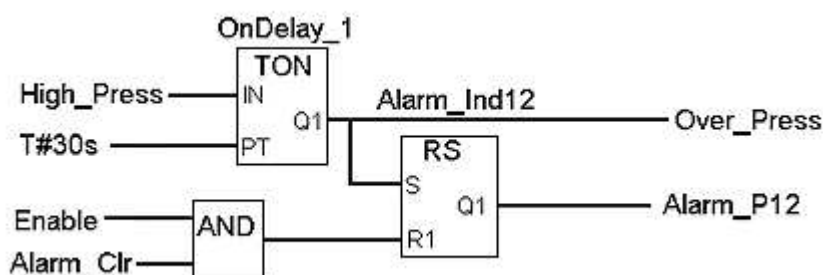 OnDelay_1
TON
High_Press
IN
Alarm_Ind12
Q1
Over_Press
T#30s
PT
RS
S
Enable
AND
Q1
Alarm_P12
R1
Alarm_Clr